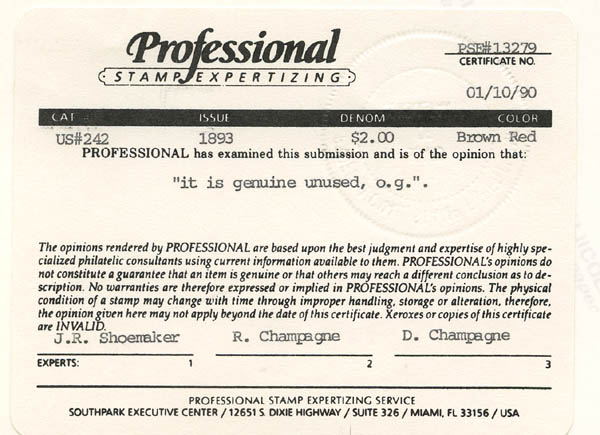 Professional
STAMP EXPERTIZING
PSE#13279
CERTIFICATE NO.
01/10/90
CAT # ISSUE DENOM COLOR
US#242 1893 $2.00 Brown Red
PROFESSIONAL has examined this submission and is of the opinion that:
"it is genuine unused, o.g.".
The opinions rendered by PROFESSIONAL are based upon the best judgment and expertise of highly spe-
cialized philatelic consultants using current information available to them. PROFESSIONAL'S opinions do
not constitute a guarantee that an item is genuine or that others may reach a different conclusion as to de-
scription. No warranties are therefore expressed or implied in PROFESSIONAL'S opinions. The physical
condition of a stamp may change with time through improper handling, storage or alteration, therefore,
the opinion given here may not apply beyond the date of this certificate. Xeroxes or copies of this certificate
are INVALID.
J.R. Shoemaker R. Champagne D. Champagne
EXPERTS: 1 2 3
PROFESSIONAL STAMP EXPERTIZING SERVICE
SOUTHPARK EXECUTIVE CENTER / 12651 S. DIXIE HIGHWAY / SUITE 326 / MIAMI, FL 33156 / USA